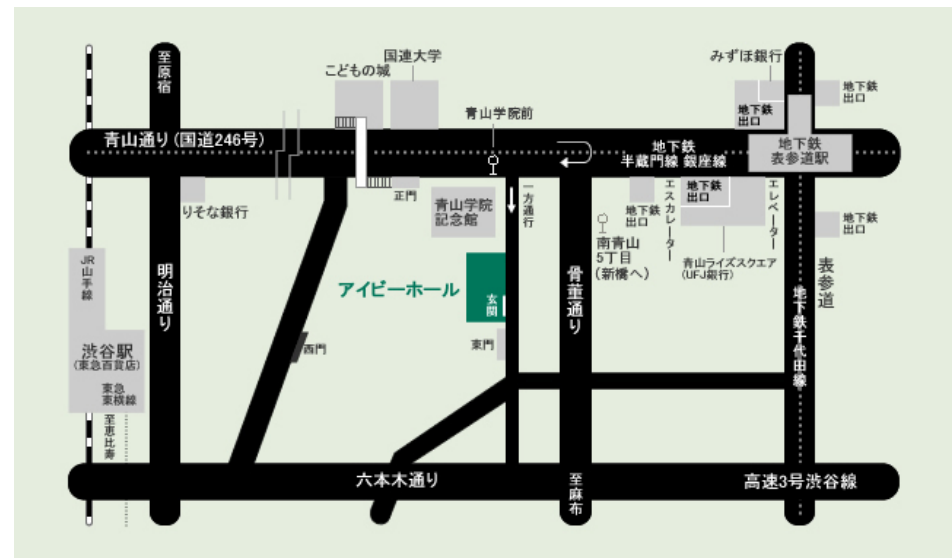 至原宿
こどもの城
国連大学
みずほ銀行
地下鉄
出口
地下鉄
出口
青山学院前
青山通り(国道246号)
地下鉄
半蔵門線 銀座線
地下鉄
表参道駅
りそな銀行
正門
青山学院
記念館
一方通行
地下鉄
出口
エスカレーター
地下鉄
出口
エレベーター
地下鉄
出口
南青山
5丁目
(新橋へ)
青山ライズスクエア
(UFJ銀行)
JR
山手線
明治通り
アイビーホール
玄関
骨董通り
表参道
地下鉄千代田線
渋谷駅
(東急百貨店)
東急
東横線
西門
東門
至恵比寿
六本木通り
至麻布
高速3号渋谷線